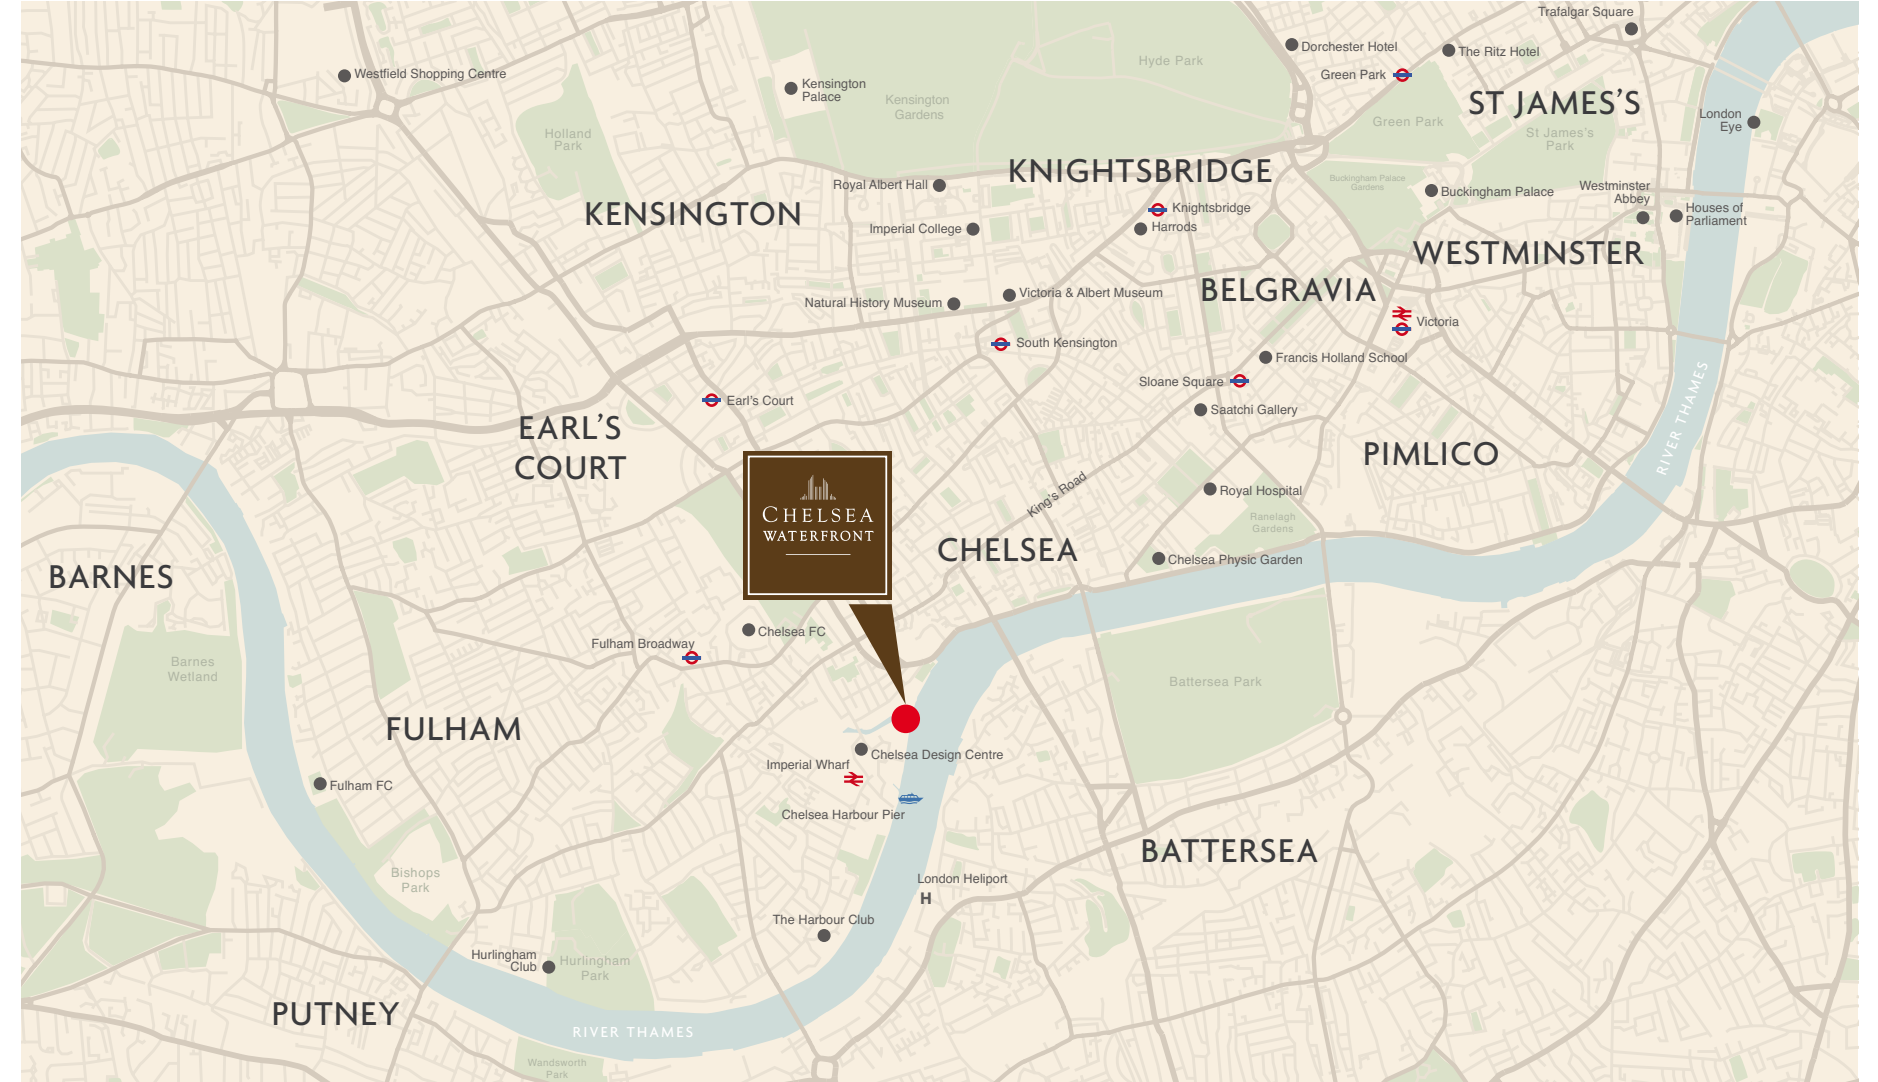 Trafalgar Square
Dorchester Hotel
The Ritz Hotel
Westfield Shopping Centre
Kensington
Palace
Hyde Park
Green Park
Kensington
Gardens
ST JAMES'S
London
Eye
Green Park
Holland
Park
St James's
Park
KNIGHTSBRIDGE
Royal Albert Hall
Buckingham Palace
Gardens
Buckingham Palace
Westminster
Abbey
KENSINGTON
Knightsbridge
Houses of
Parliament
Imperial College
Harrods
WESTMINSTER
BELGRAVIA
Natural History Museum
Victoria & Albert Museum
Victoria
South Kensington
Francis Holland School
Sloane Square
Earl's Court
Saatchi Gallery
RIVER THAMES
EARL'S
COURT
PIMLICO
King's Road
Royal Hospital
CHELSEA
WATERFRONT
Ranelagh
Gardens
CHELSEA
Chelsea Physic Garden
BARNES
Chelsea FC
Fulham Broadway
Barnes
Wetland
Battersea Park
FULHAM
Chelsea Design Centre
Imperial Wharf
Fulham FC
Chelsea Harbour Pier
BATTERSEA
Bishops
Park
London Heliport
H
The Harbour Club
Hurlingham
Club
Hurlingham
Park
PUTNEY
RIVER THAMES
Wandsworth
Park